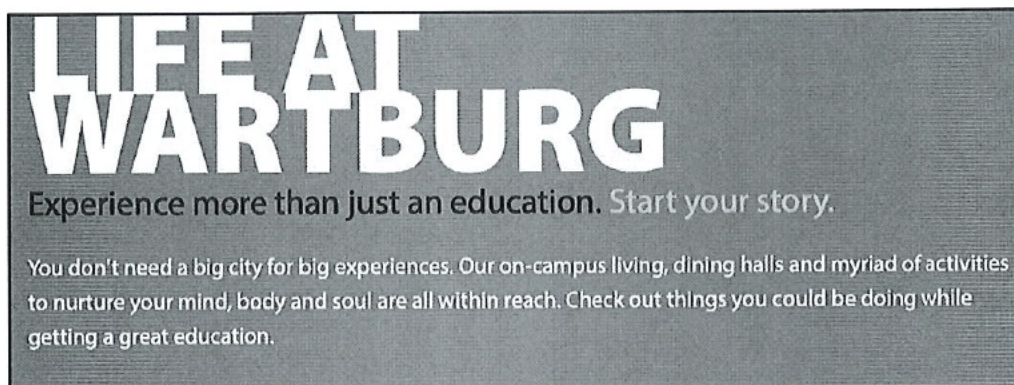 LIFE AT
WARTBURG
Experience more than just an education. Start your story.
You don't need a big city for big experiences. Our on-campus living, dining halls and myriad of activities
to nurture your mind, body and soul are all within reach. Check out things you could be doing while
getting a great education.